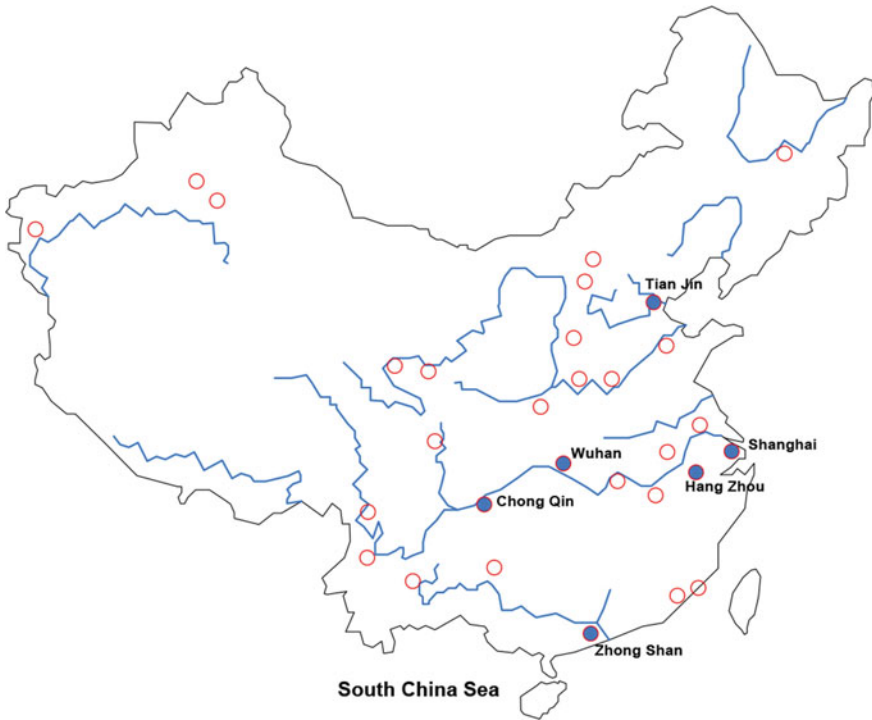 Tian Jin
Shanghai
Wuhan
Hang Zhou
Chong Qin
Zhong Shan
South China Sea